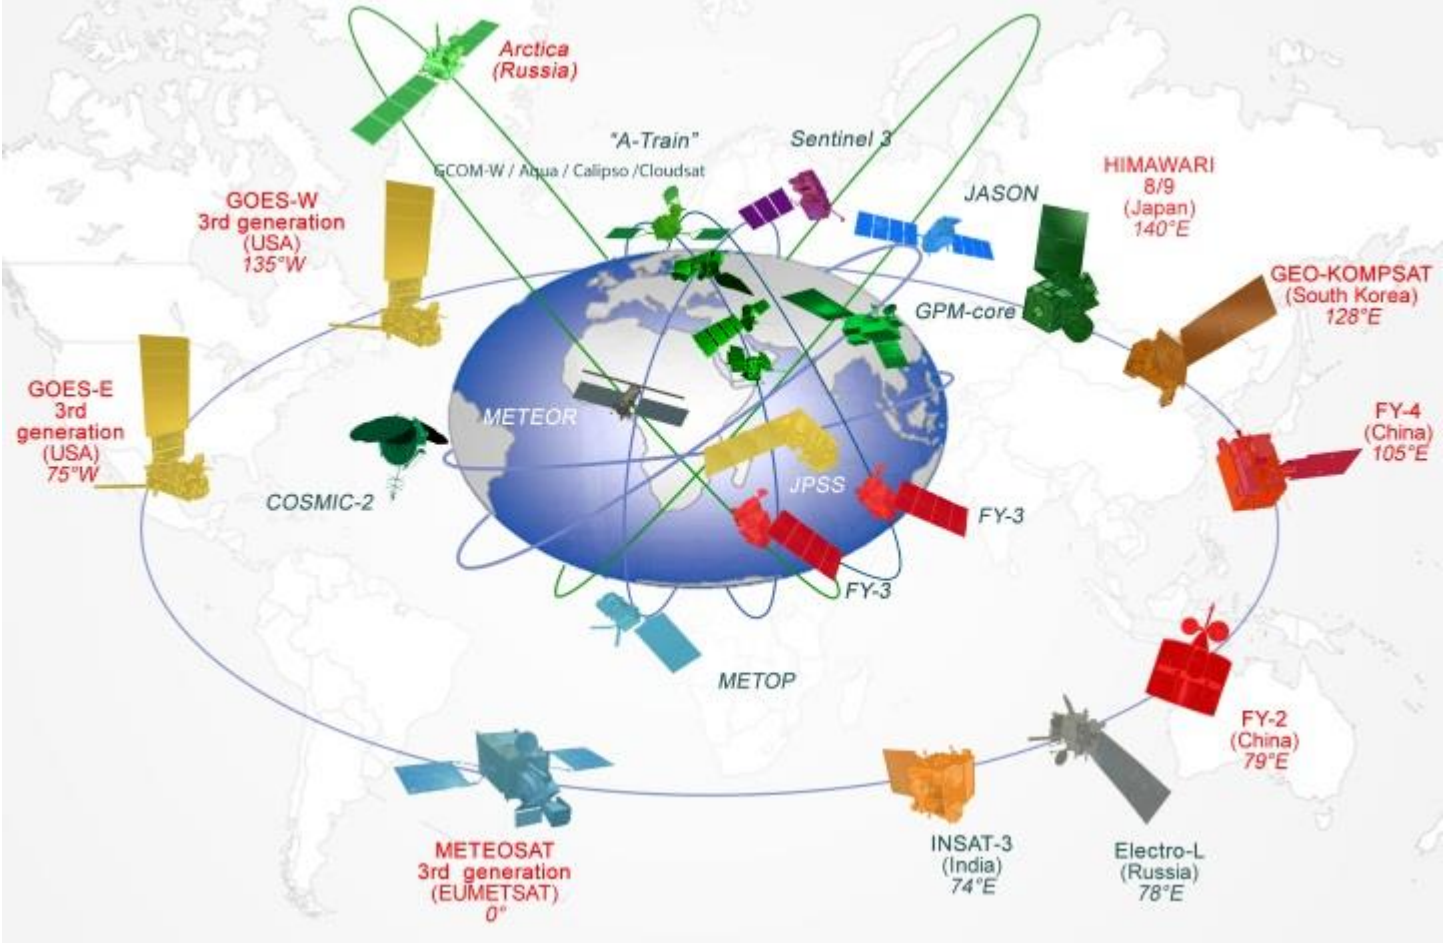 Arctica
(Russia)
"A-Train"
GCOM-W / Aqua / Calipso /Cloudsat
Sentinel 3
JASON
HIMAWARI
8/9
(Japan)
140°E
GOES-W
3rd generation
(USA)
135°W
GEO-KOMPSAT
(South Korea)
128°E
GPM-core
GOES-E
3rd
generation
(USA)
75°W
METEOR
FY-4
(China)
105°E
COSMIC-2
JPSS
FY-3
FY-3
METOP
FY-2
(China)
79°E
METEOSAT
3rd generation
(EUMETSAT)
0°
INSAT-3
(India)
74°E
Electro-L
(Russia)
78°E